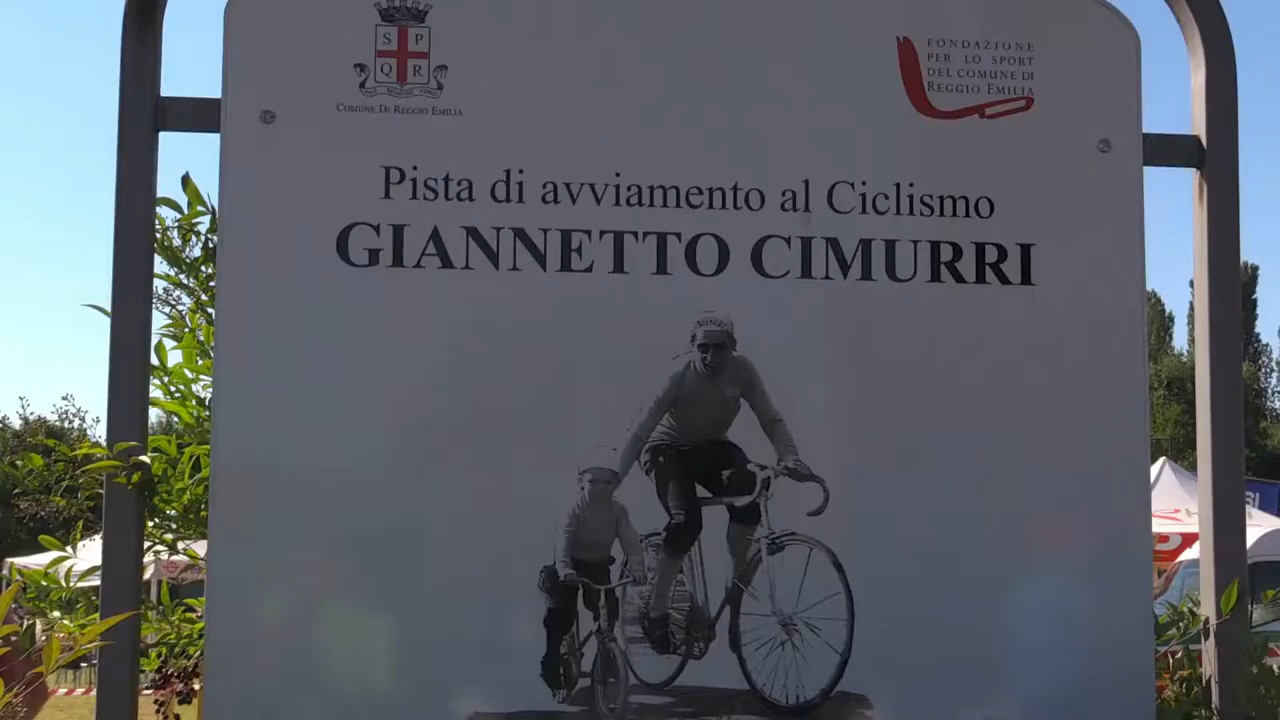 S P
Q R
COMUNE DI REGGIO EMILIA
FONDAZIONE
PER LO SPORT
DEL COMUNE DI
REGGIO EMILIA
Pista di avviamento al Ciclismo
GIANNETTO CIMURRI